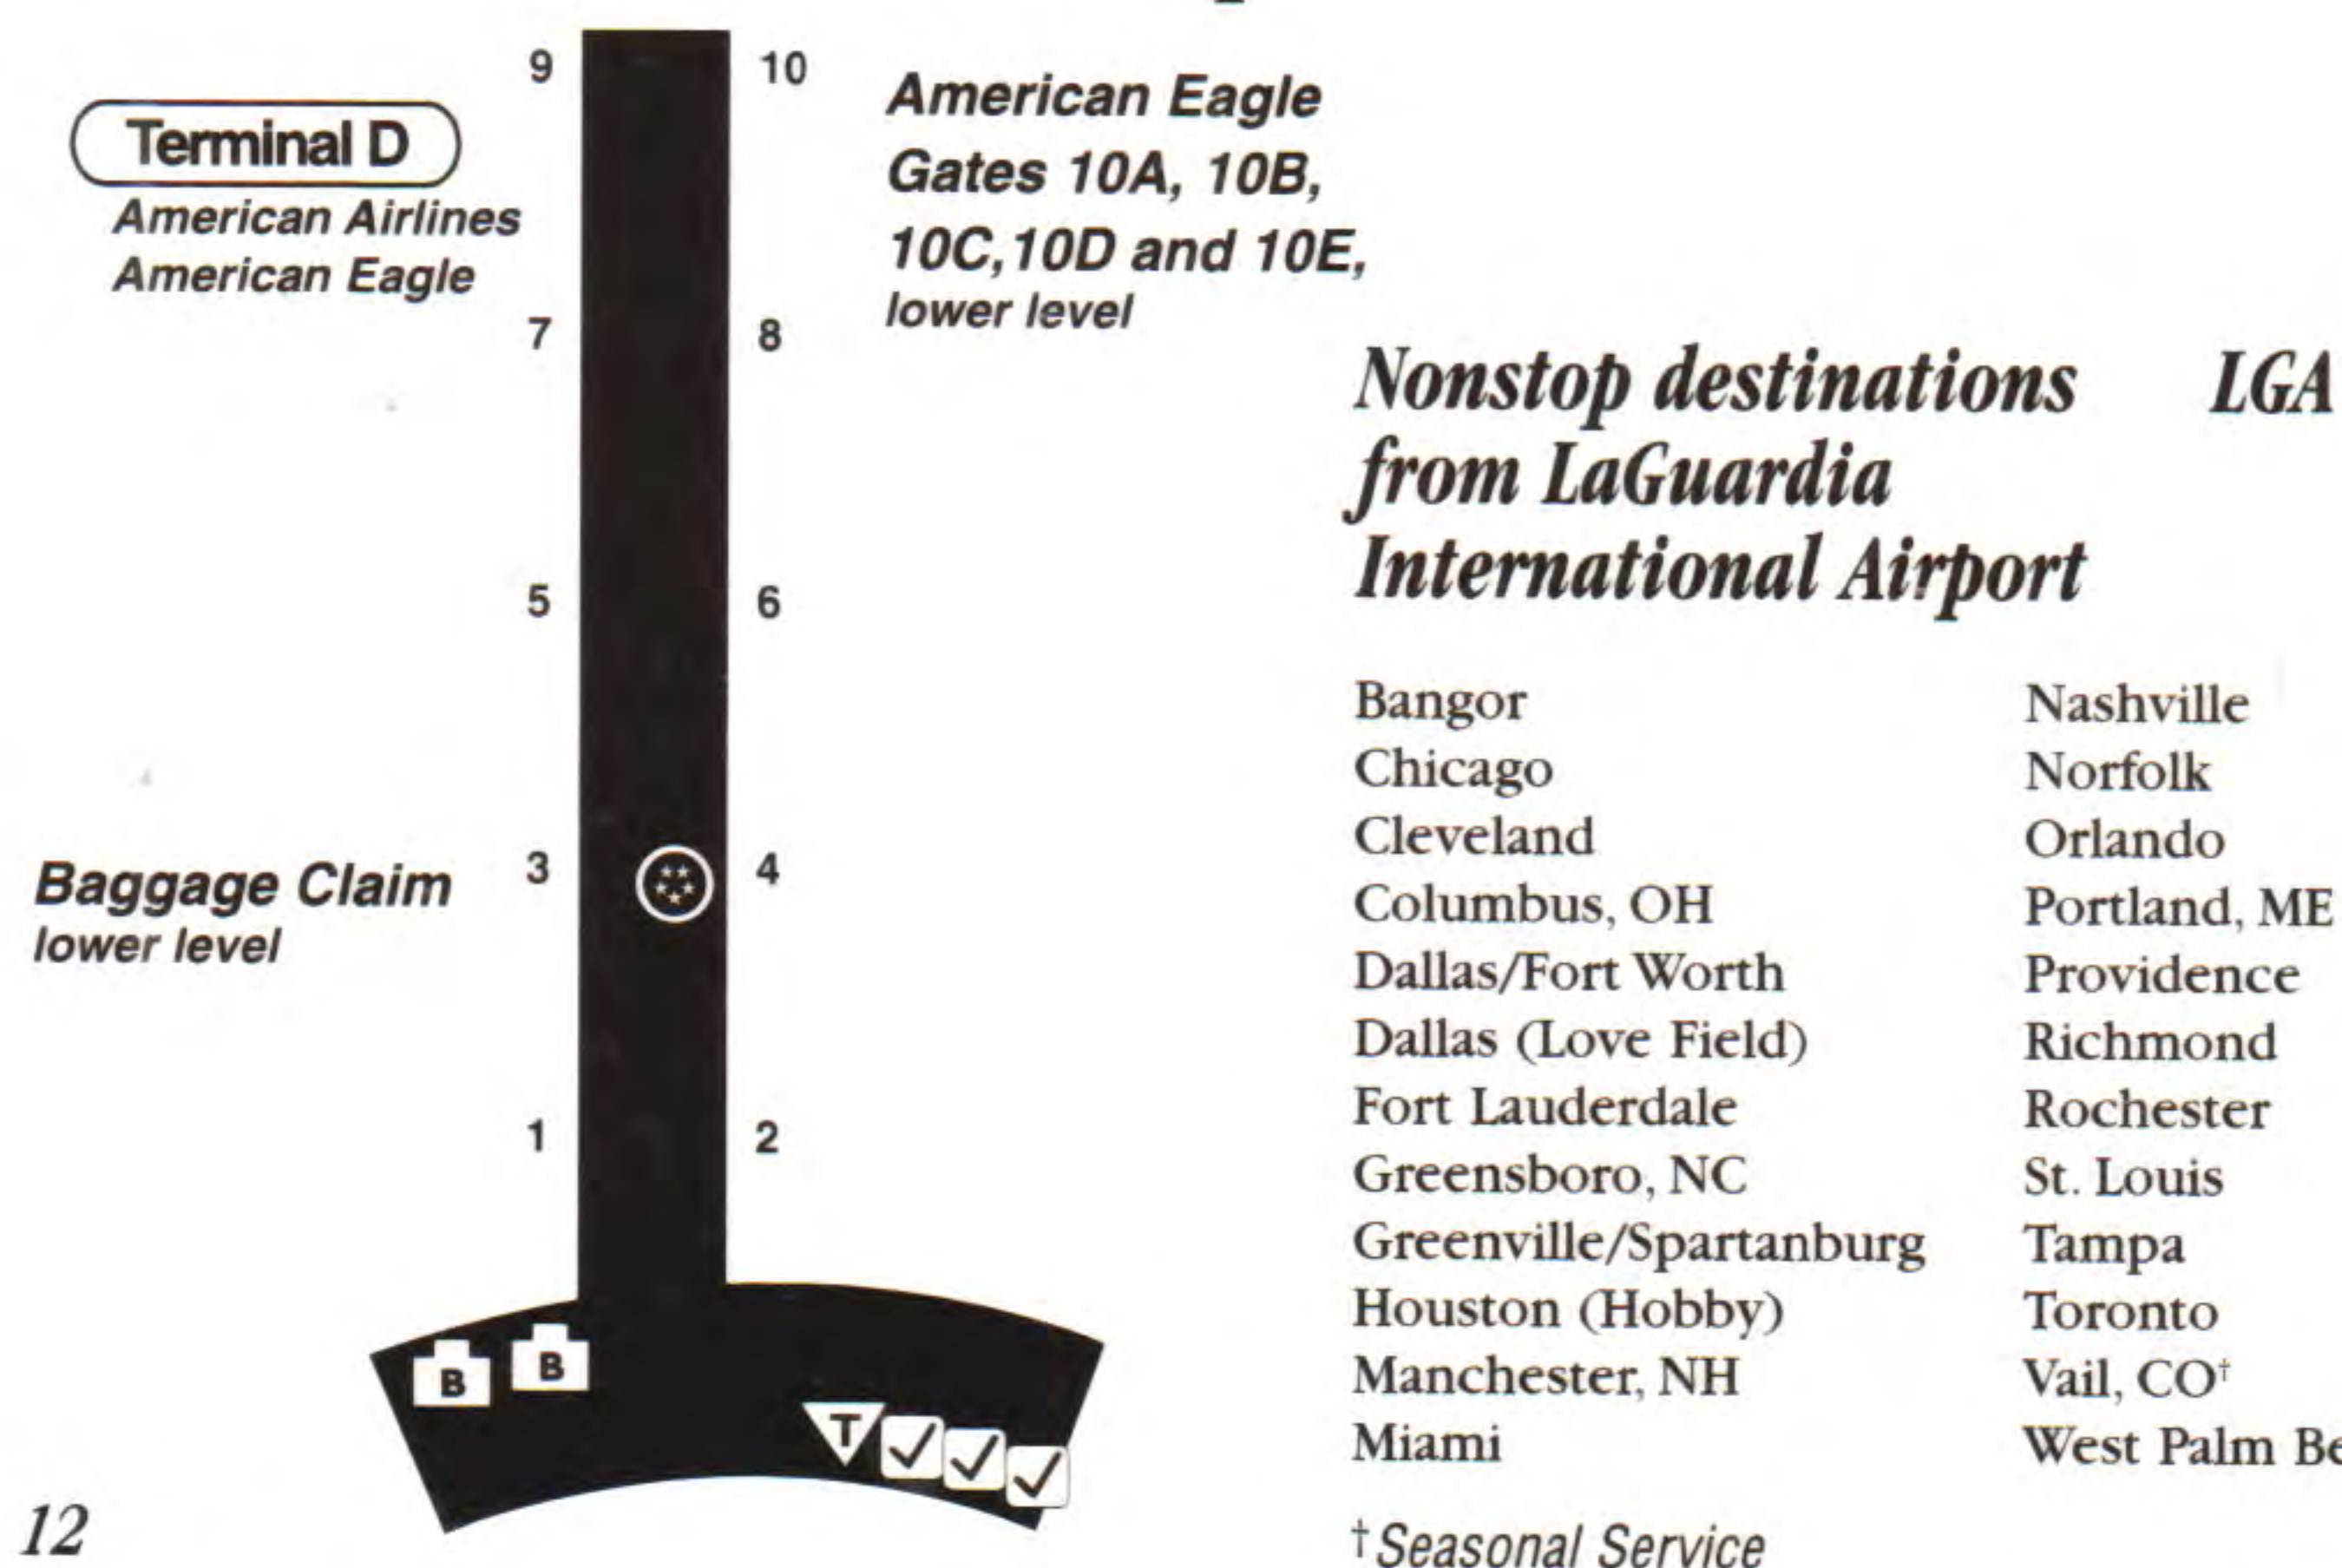 9
10
Terminal D
American Airlines
American Eagle
American Eagle
Gates 10A, 10B,
10C,10D and 10E,
lower level
7
8
5
6
Baggage Claim
lower level
3
4
1
2
B
B
T
12
Nonstop destinations LGA
from LaGuardia
International Airport
Bangor
Chicago
Cleveland
Columbus, OH
Dallas/Fort Worth
Dallas (Love Field)
Fort Lauderdale
Greensboro, NC
Greenville/Spartanburg
Houston (Hobby)
Manchester, NH
Miami
Nashville
Norfolk
Orlando
Portland, ME
Providence
Richmond
Rochester
St. Louis
Tampa
Toronto
Vail, CO†
West Palm
†Seasonal Service